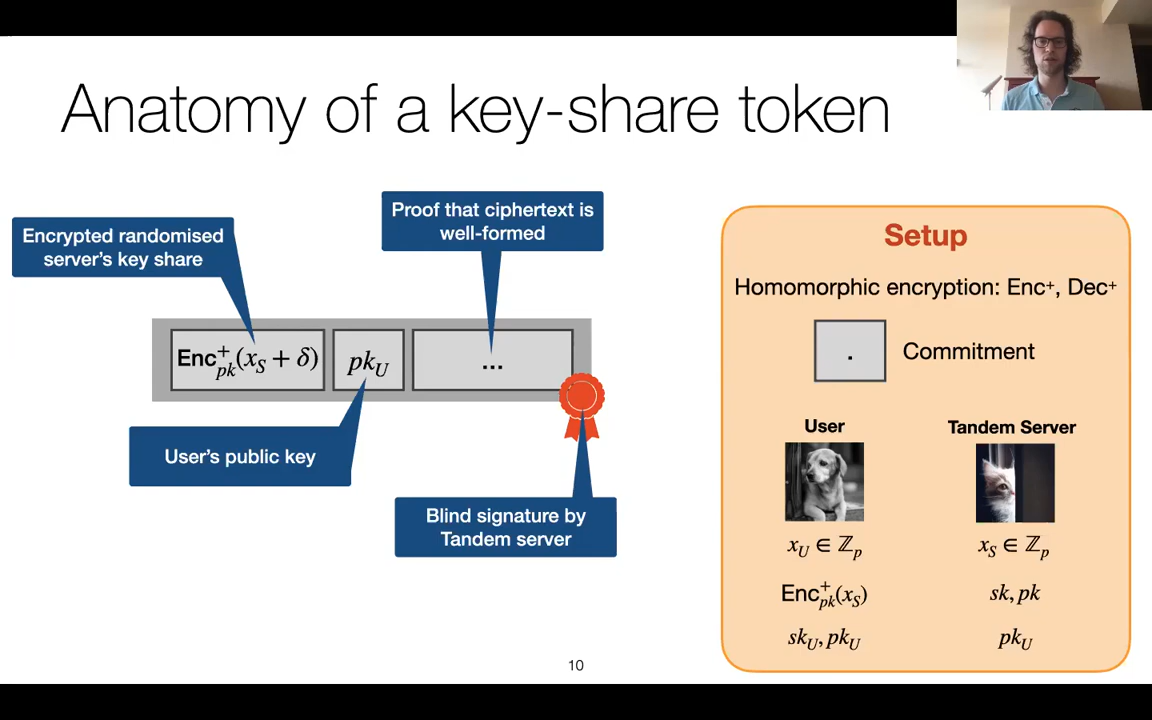 Anatomy of a key-share token
Encrypted randomised
server's key share
Proof that ciphertext is
well-formed
Enc⁺pk(xS + δ)
pkU
...
User's public key
Blind signature by
Tandem server
Setup
Homomorphic encryption: Enc⁺, Dec⁺
. Commitment
User Tandem Server
xU ∈ ℤp xS ∈ ℤp
Enc⁺pk(xS) sk, pk
skU, pkU pkU
10